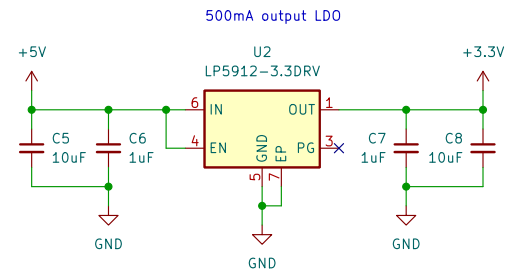 500mA output LDO
+5V
U2
+3.3V
LP5912-3.3DRV
6 IN OUT 1
C5 C6 C7 C8
10uF 1uF 4 EN GND EP PG 3 1uF 10uF
5 7
GND GND
GND